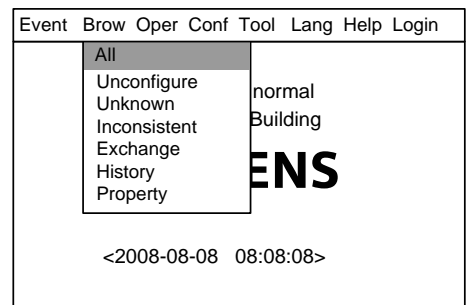 Event Brow Oper Conf Tool Lang Help Login
All
Unconfigure
Unknown
Inconsistent
Exchange
History
Property
normal
Building
ENS
<2008-08-08 08:08:08>